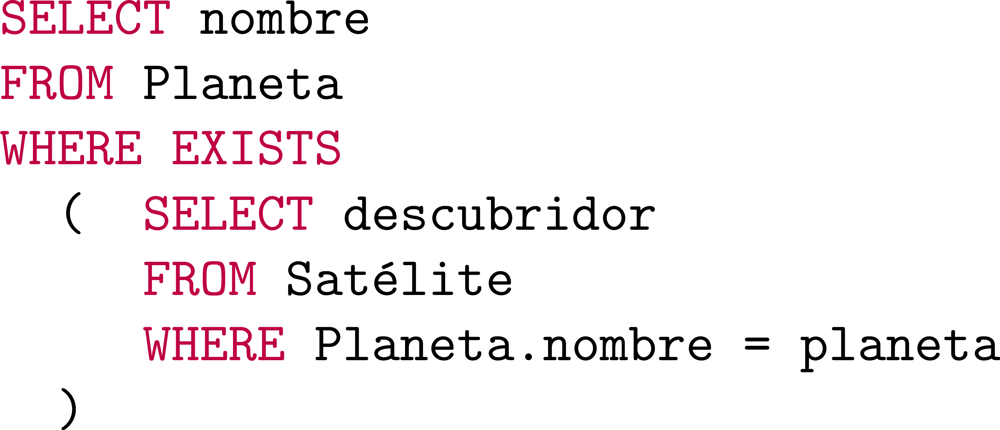 SELECT nombre
FROM Planeta
WHERE EXISTS
( SELECT descubridor
FROM Satélite
WHERE Planeta.nombre = planeta
)